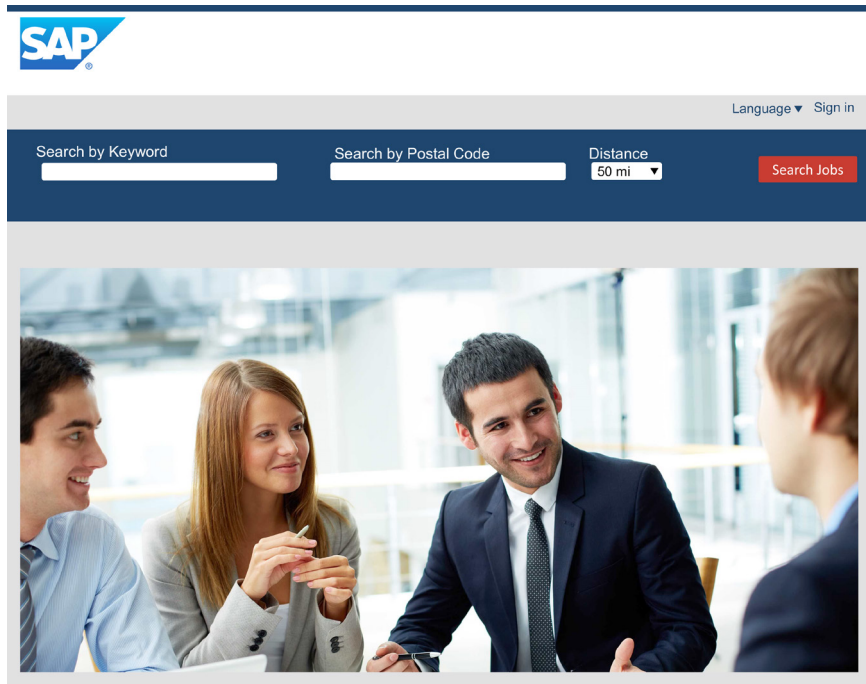 SAP
®
Language ▼ Sign in
Search by Keyword Search by Postal Code Distance
50 mi ▼ Search Jobs